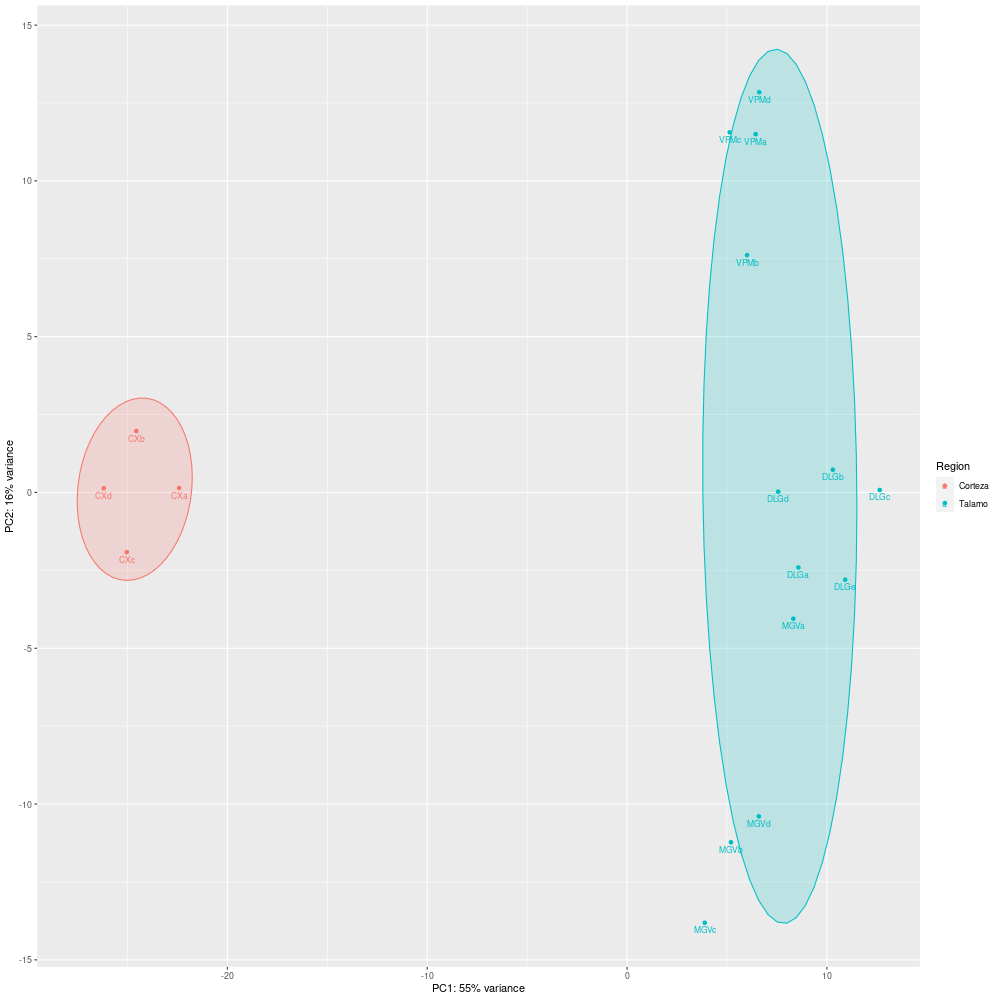 15
10
5
0
-5
-10
-15
PC2: 16% variance
VPMd
VPMc
VPMa
VPMb
CXb
CXd
CXa
CXc
DLGb
DLGd
DLGc
DLGa
DLGe
MGVa
MGVd
MGVb
MGVc
-20
-10
0
10
PC1: 55% variance
Region
Corteza
Talamo